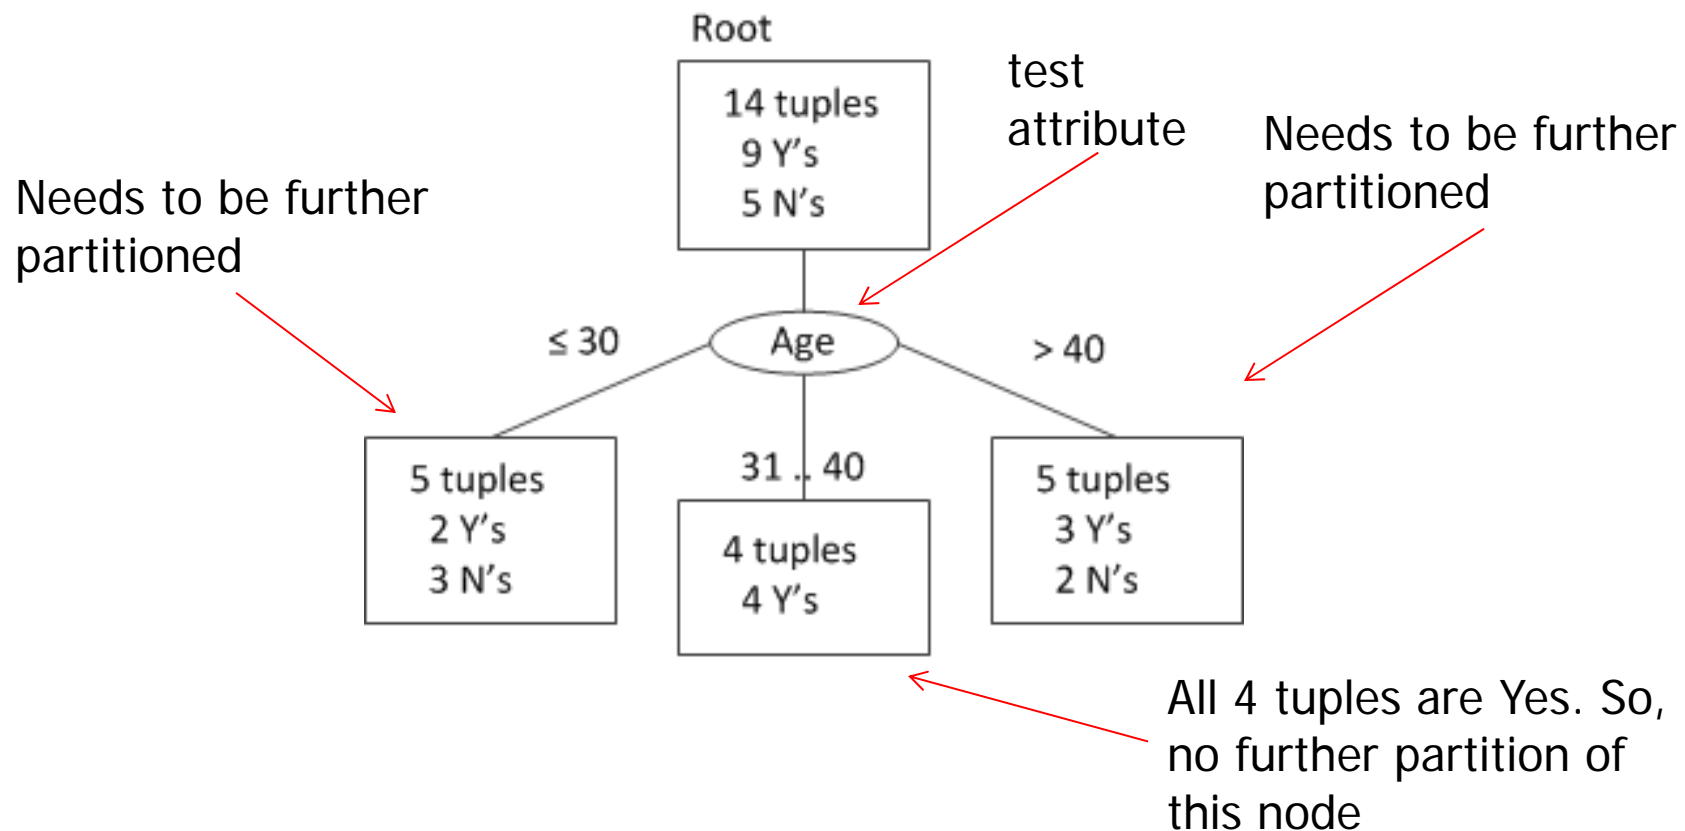 Root
14 tuples
9 Y's
5 N's
test
attribute
Needs to be further
partitioned
Needs to be further
partitioned
≤ 30
Age
> 40
31 .. 40
5 tuples
2 Y's
3 N's
4 tuples
4 Y's
5 tuples
3 Y's
2 N's
All 4 tuples are Yes. So,
no further partition of
this node